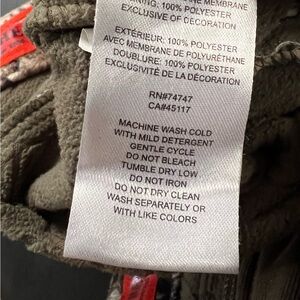 MEMBRANE
LINING: 100% POLYESTER
EXCLUSIVE OF DECORATION
EXTÉRIEUR: 100% POLYESTER
AVEC MEMBRANE DE POLYURÉTHANE
DOUBLURE: 100% POLYESTER
EXCLUSIVITÉ DE LA DÉCORATION
RN#74747
CA#45117
MACHINE WASH COLD
WITH MILD DETERGENT
GENTLE CYCLE
DO NOT BLEACH
TUMBLE DRY LOW
DO NOT IRON
DO NOT DRY CLEAN
WASH SEPARATELY OR
WITH LIKE COLORS